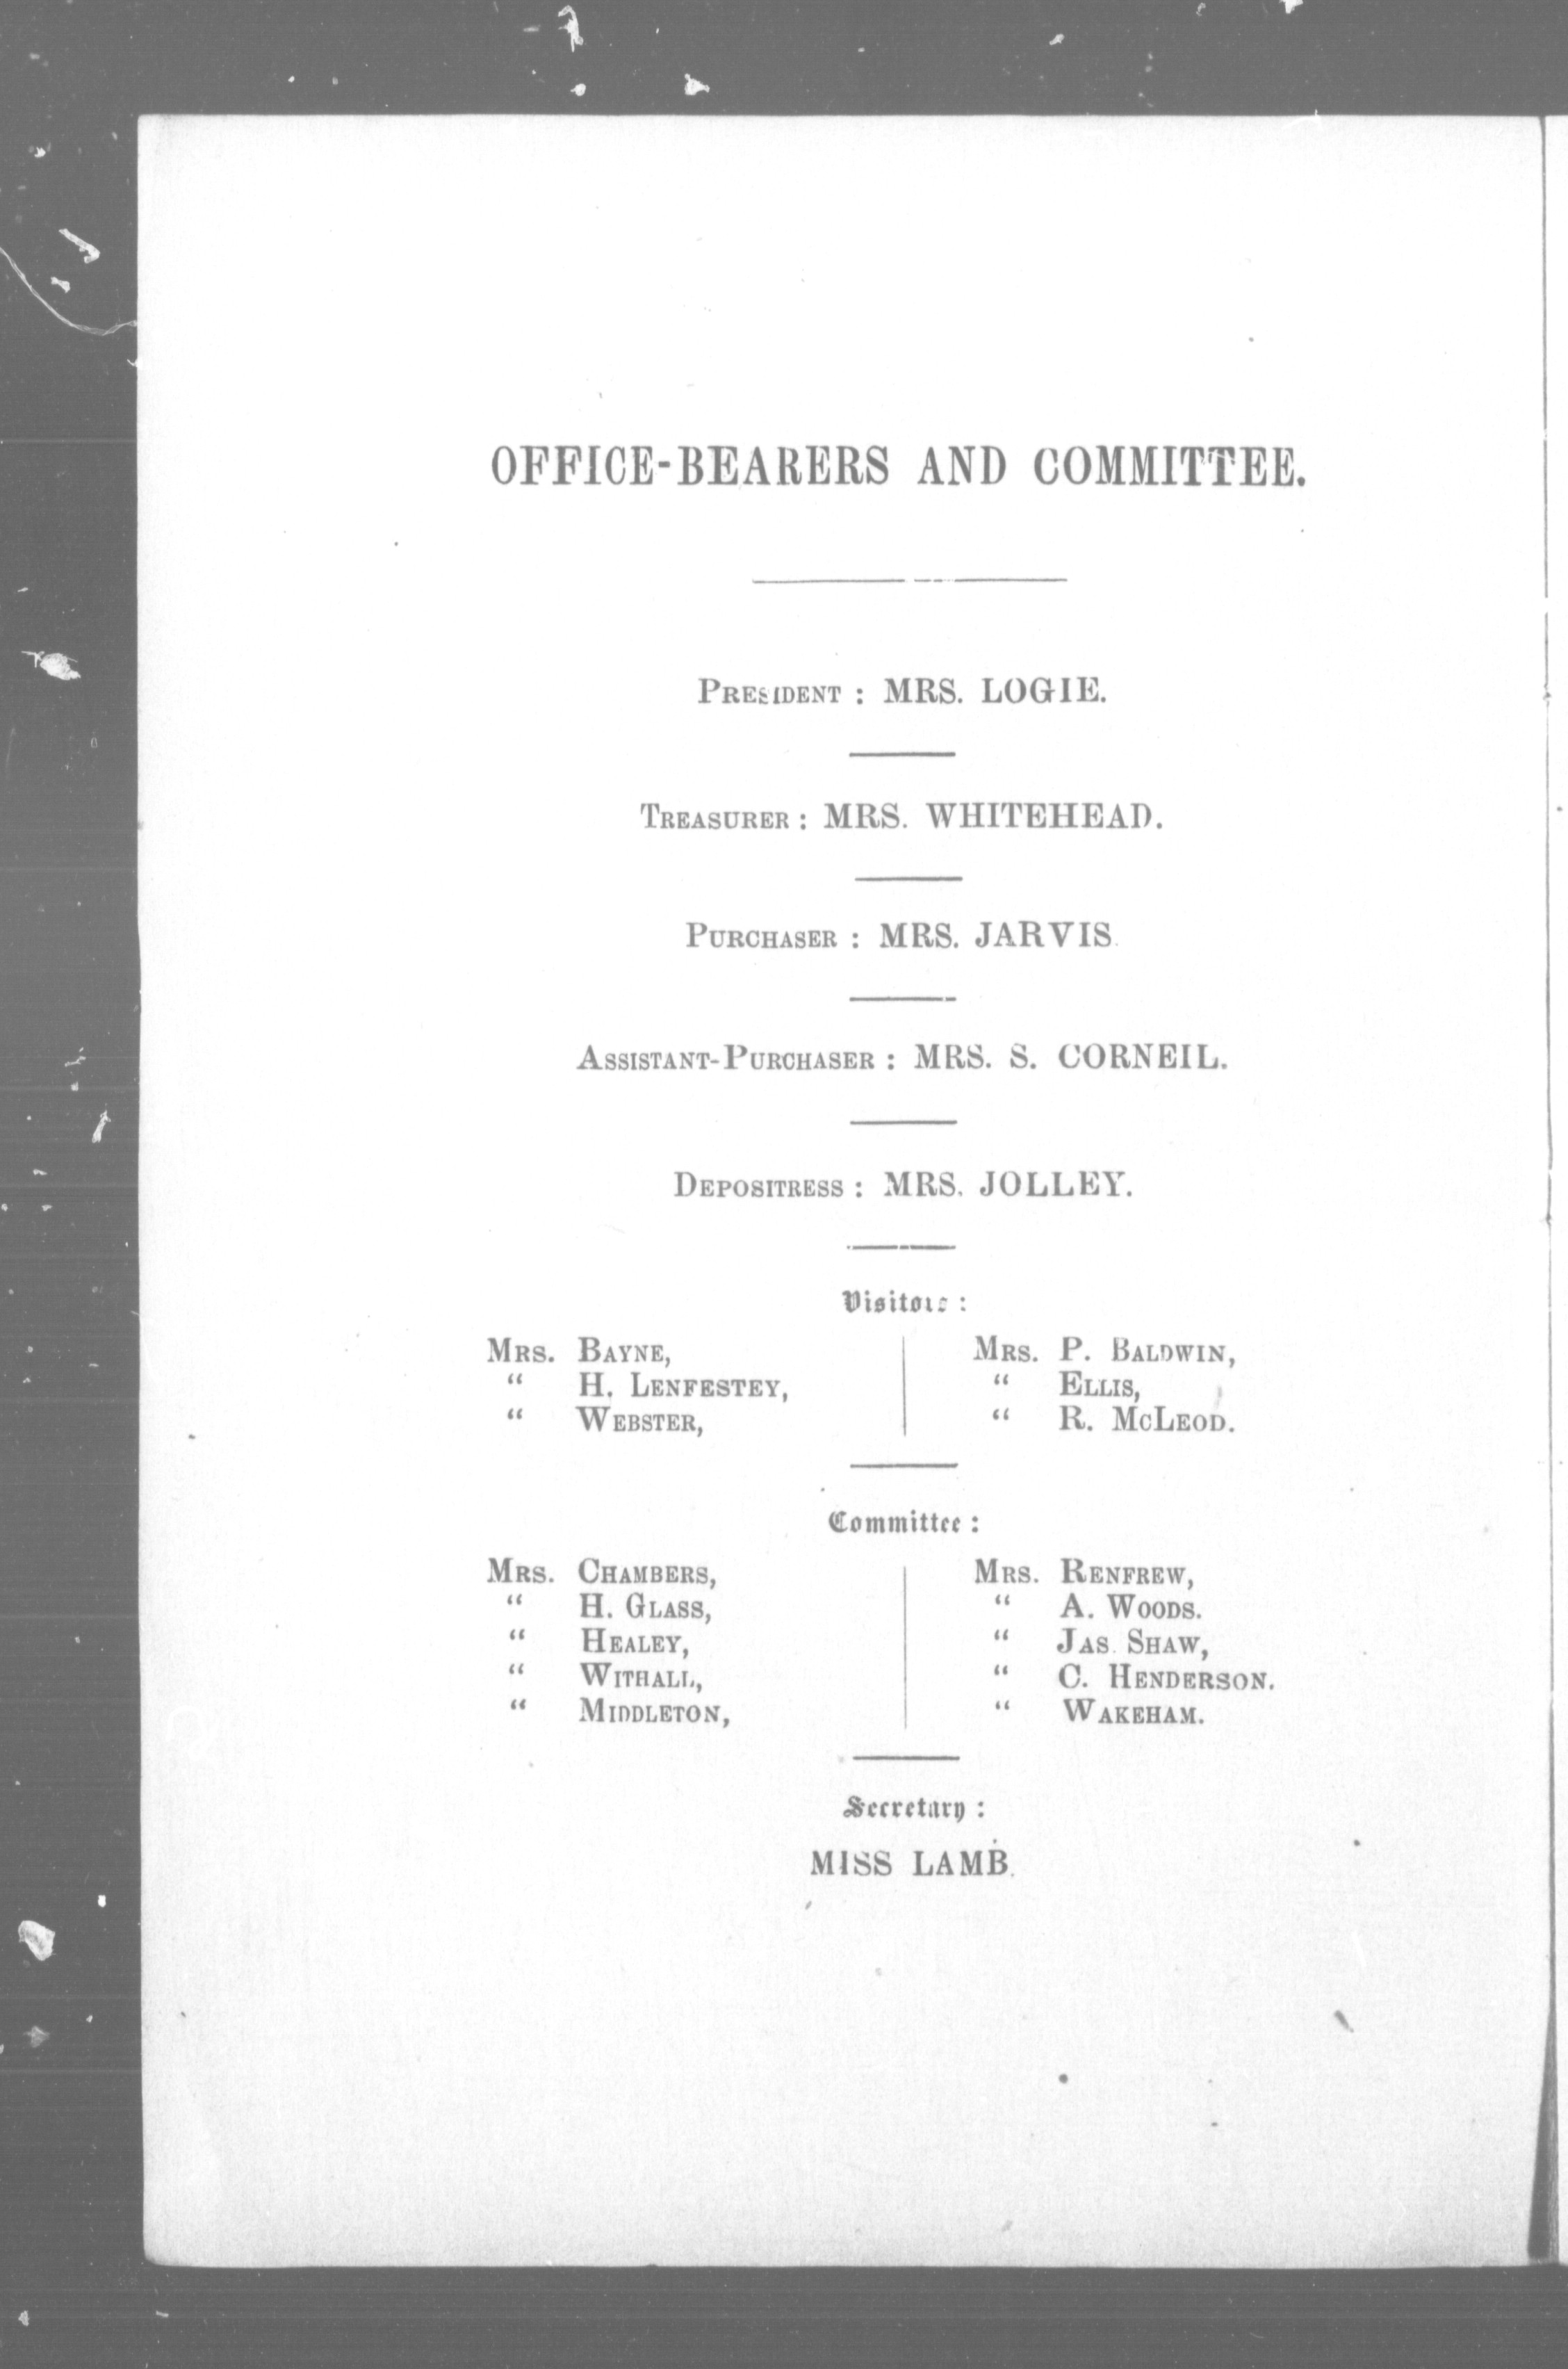 OFFICE-BEARERS AND COMMITTEE.
PRESIDENT : MRS. LOGIE.
TREASURER : MRS. WHITEHEAD.
PURCHASER : MRS. JARVIS.
ASSISTANT-PURCHASER : MRS. S. CORNEIL.
DEPOSITRESS : MRS. JOLLEY.
Visitors :
MRS. BAYNE,
" H. LENFESTEY,
" WEBSTER,
MRS. P. BALDWIN,
" ELLIS,
" R. MCLEOD.
Committee :
MRS. CHAMBERS,
" H. GLASS,
" HEALEY,
" WITHALL,
" MIDDLETON,
MRS. RENFREW,
" A. WOODS.
" JAS. SHAW,
" C. HENDERSON.
" WAKEHAM.
Secretary :
MISS LAMB.